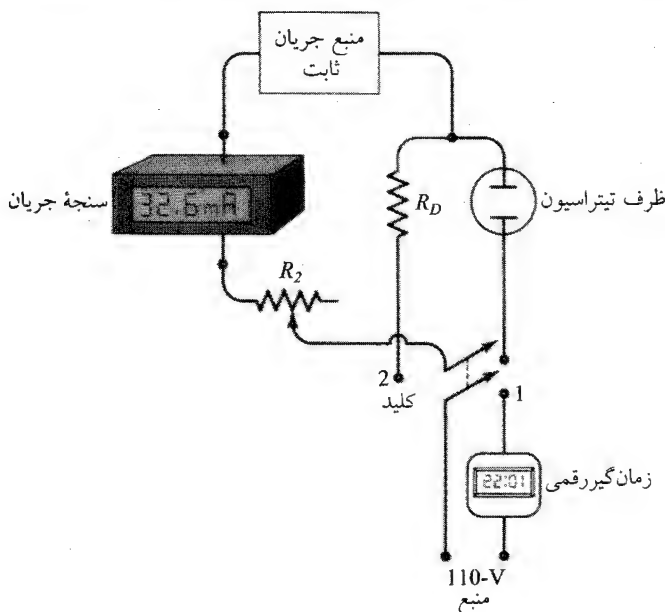 منبع جریان
ثابت
سنجهٔ جریان
32.6mA
R_D
ظرف تیتراسیون
R_2
2
کلید
1
22:01
زمان‌گیر رقمی
110-V
منبع